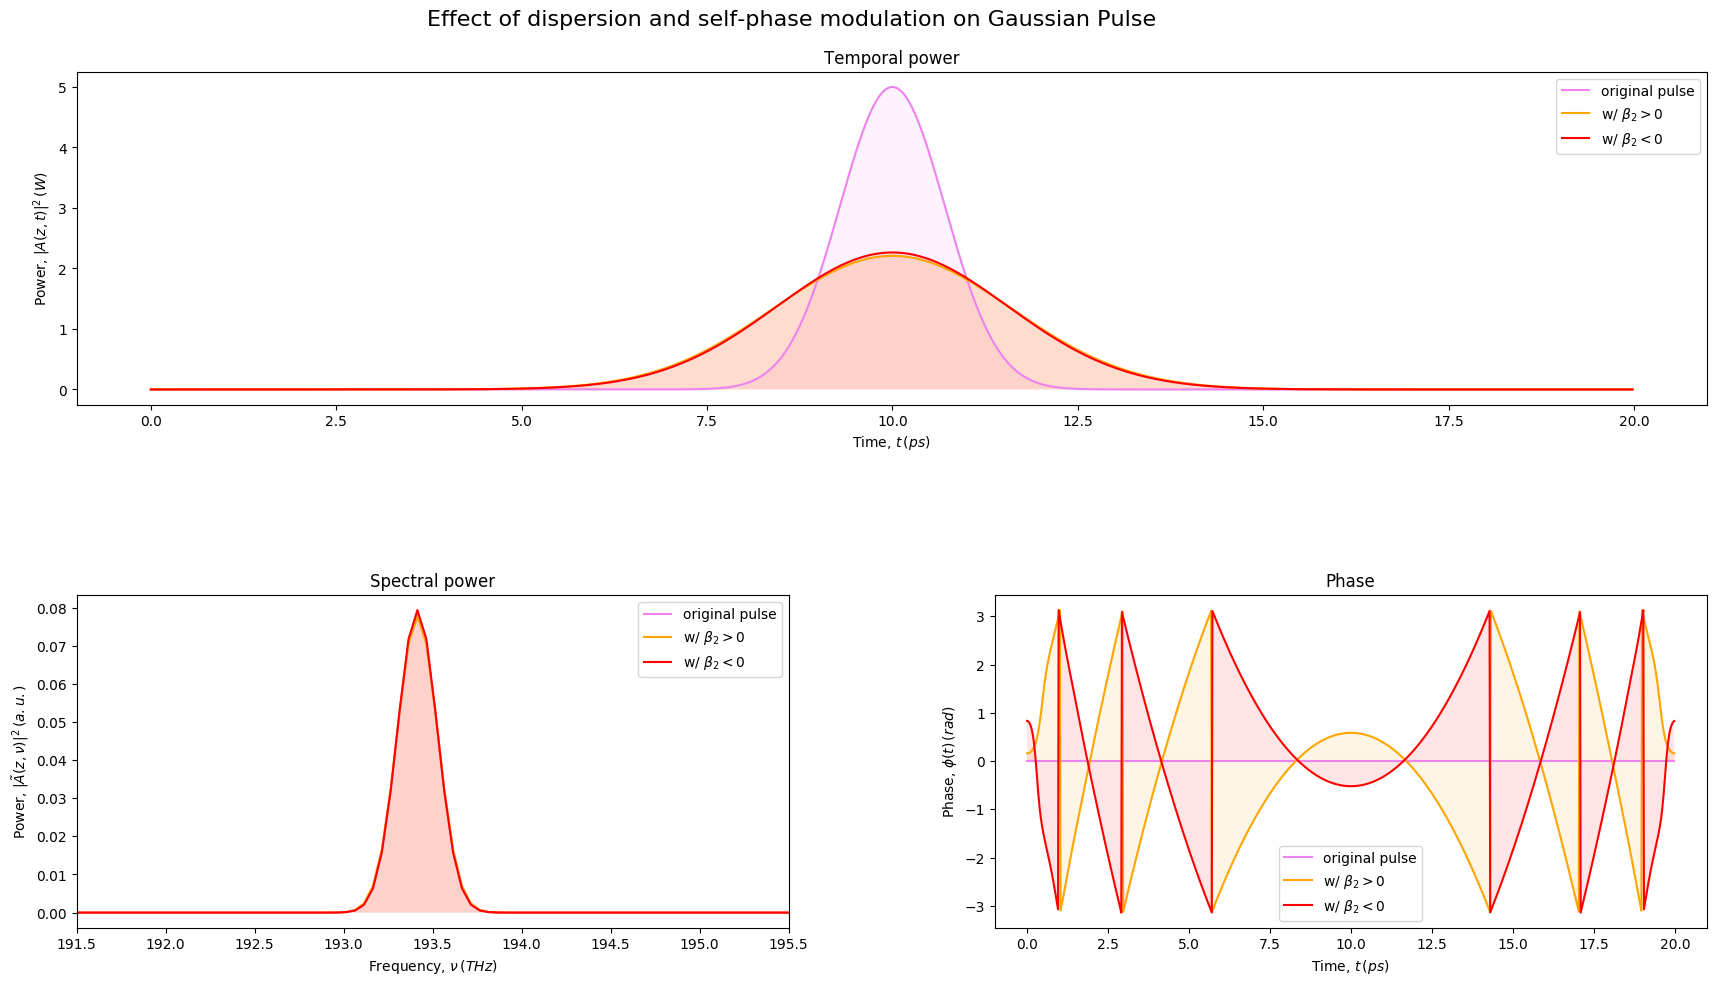 Effect of dispersion and self-phase modulation on Gaussian Pulse
Temporal power
Power, |A(z, t)|² (W)
5
4
3
2
1
0
0.0 2.5 5.0 7.5 10.0 12.5 15.0 17.5 20.0
Time, t (ps)
original pulse
w/ β₂ > 0
w/ β₂ < 0
Spectral power
Power, |Ã(z, ν)|² (a. u.)
0.08
0.07
0.06
0.05
0.04
0.03
0.02
0.01
0.00
191.5 192.0 192.5 193.0 193.5 194.0 194.5 195.0 195.5
Frequency, ν (THz)
original pulse
w/ β₂ > 0
w/ β₂ < 0
Phase
Phase, ϕ(t) (rad)
3
2
1
0
−1
−2
−3
0.0 2.5 5.0 7.5 10.0 12.5 15.0 17.5 20.0
Time, t (ps)
original pulse
w/ β₂ > 0
w/ β₂ < 0